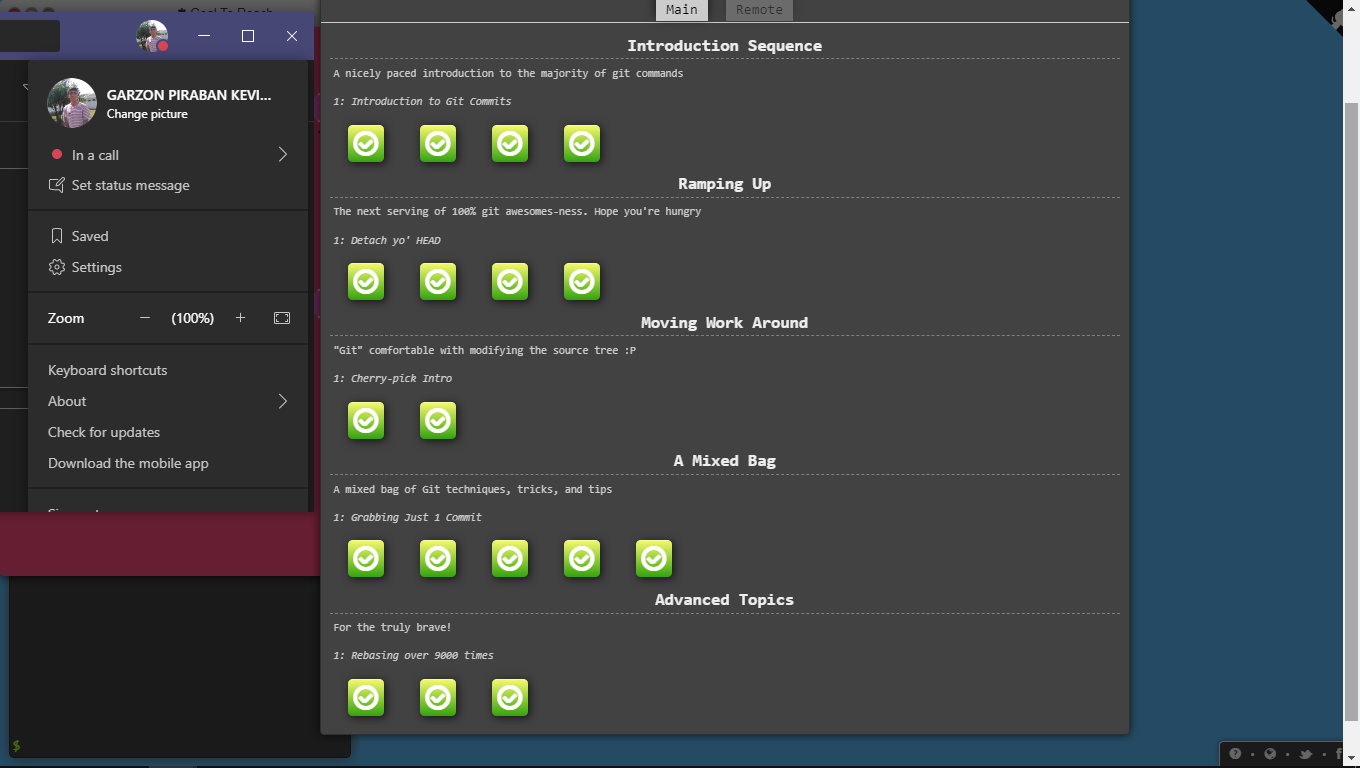 Goal To Reach
GARZON PIRABAN KEVI...
Change picture
In a call
Set status message
Saved
Settings
Zoom
(100%)
Keyboard shortcuts
About
Check for updates
Download the mobile app
Main
Remote
Introduction Sequence
A nicely paced introduction to the majority of git commands
1: Introduction to Git Commits
Ramping Up
The next serving of 100% git awesomes-ness. Hope you're hungry
1: Detach yo' HEAD
Moving Work Around
"Git" comfortable with modifying the source tree :P
1: Cherry-pick Intro
A Mixed Bag
A mixed bag of Git techniques, tricks, and tips
1: Grabbing Just 1 Commit
Advanced Topics
For the truly brave!
1: Rebasing over 9000 times
$